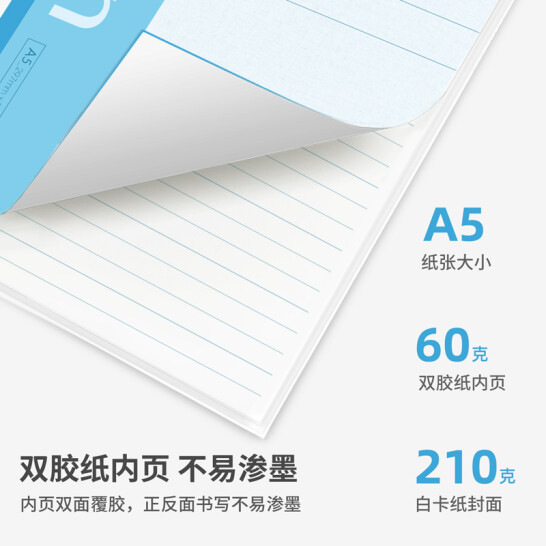 A5 297mm
A5
纸张大小
60克
双胶纸内页
210克
白卡纸封面
双胶纸内页 不易渗墨
内页双面覆胶，正反面书写不易渗墨